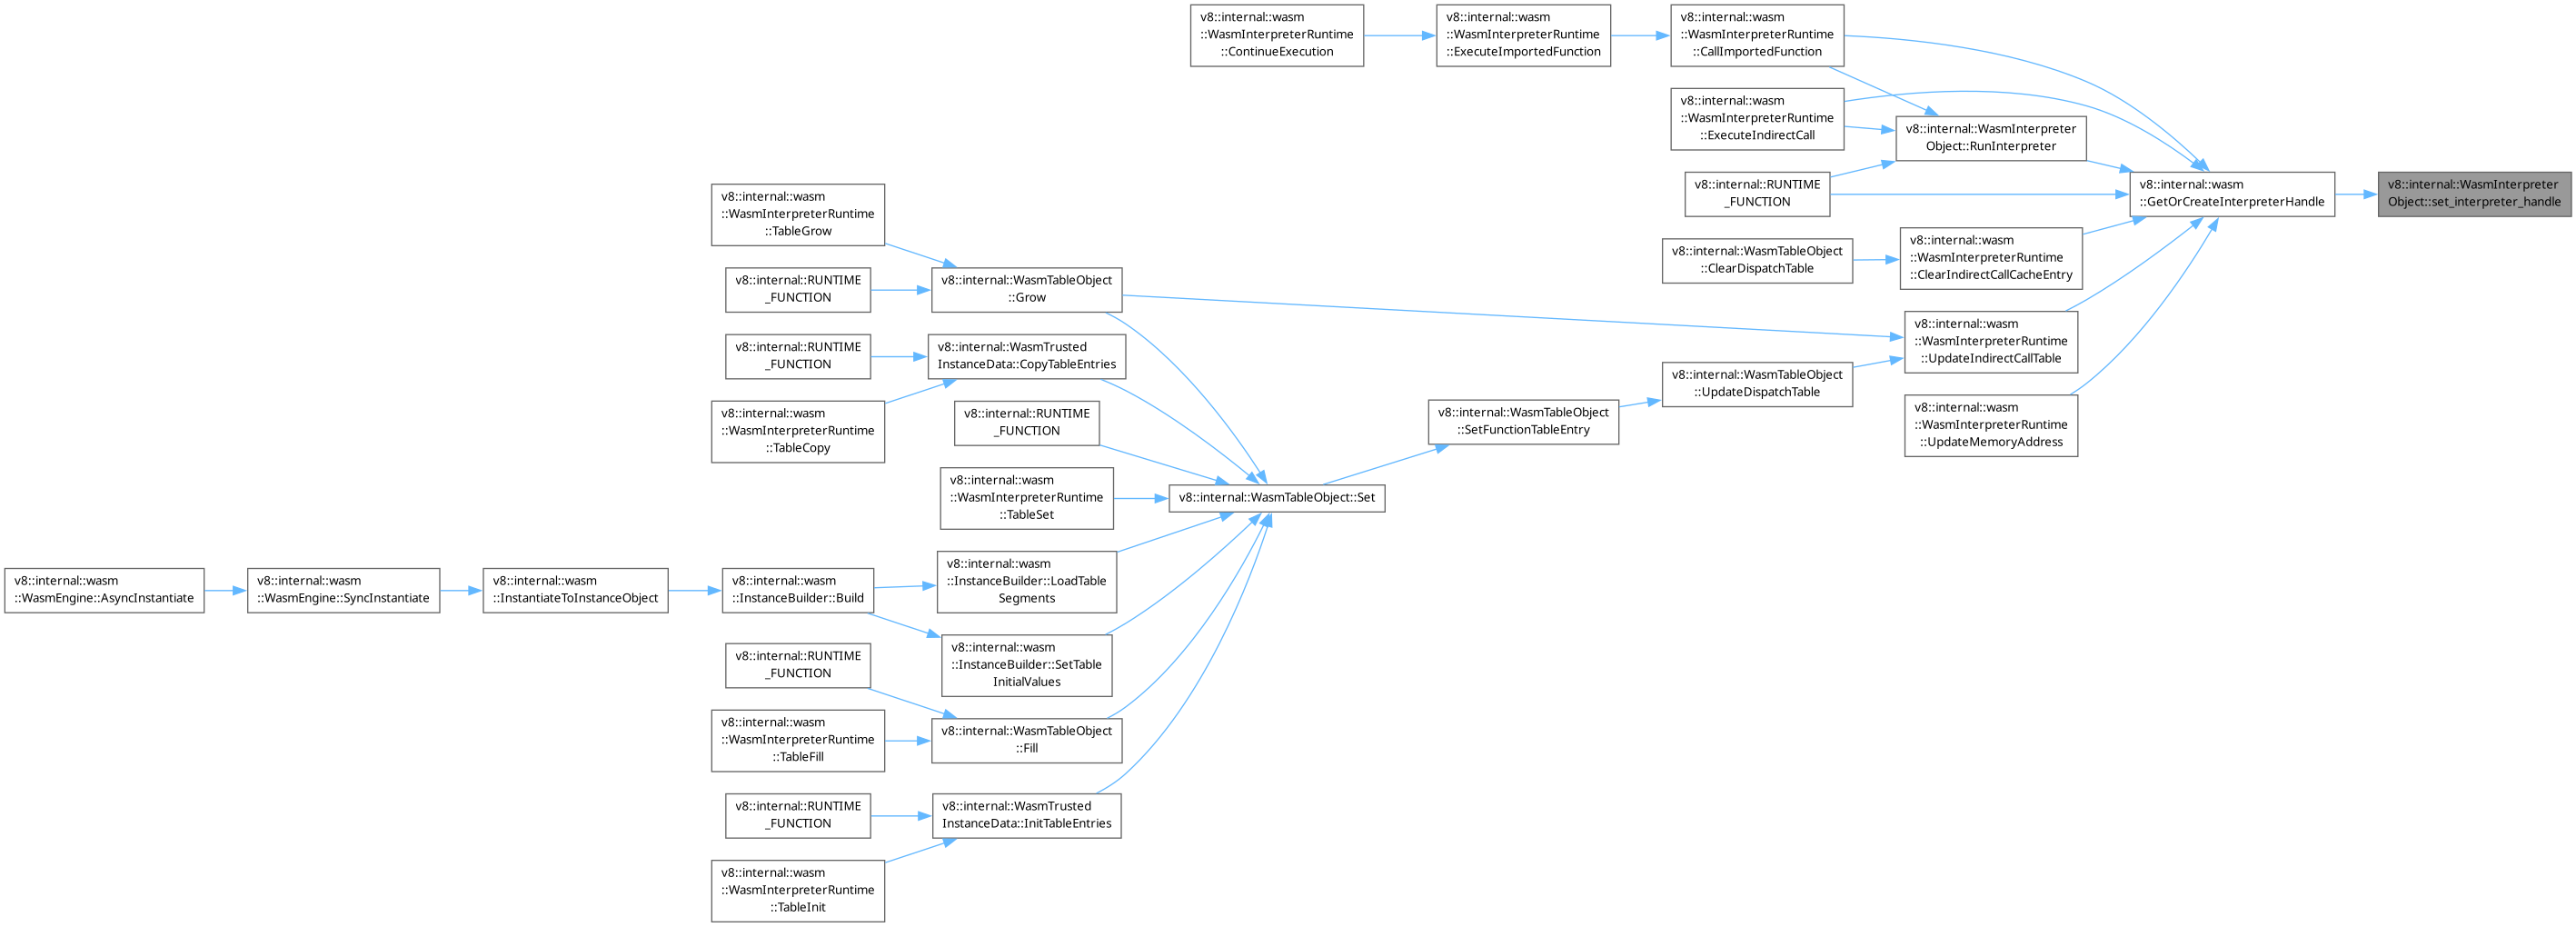 v8::internal::wasm
::WasmInterpreterRuntime
::ContinueExecution
v8::internal::wasm
::WasmInterpreterRuntime
::ExecuteImportedFunction
v8::internal::wasm
::WasmInterpreterRuntime
::CallImportedFunction
v8::internal::wasm
::WasmInterpreterRuntime
::ExecuteIndirectCall
v8::internal::WasmInterpreter
Object::RunInterpreter
v8::internal::RUNTIME
_FUNCTION
v8::internal::wasm
::GetOrCreateInterpreterHandle
v8::internal::WasmInterpreter
Object::set_interpreter_handle
v8::internal::wasm
::WasmInterpreterRuntime
::TableGrow
v8::internal::WasmTableObject
::ClearDispatchTable
v8::internal::wasm
::WasmInterpreterRuntime
::ClearIndirectCallCacheEntry
v8::internal::RUNTIME
_FUNCTION
v8::internal::WasmTableObject
::Grow
v8::internal::wasm
::WasmInterpreterRuntime
::UpdateIndirectCallTable
v8::internal::RUNTIME
_FUNCTION
v8::internal::WasmTrusted
InstanceData::CopyTableEntries
v8::internal::WasmTableObject
::UpdateDispatchTable
v8::internal::wasm
::WasmInterpreterRuntime
::TableCopy
v8::internal::RUNTIME
_FUNCTION
v8::internal::WasmTableObject
::SetFunctionTableEntry
v8::internal::wasm
::WasmInterpreterRuntime
::UpdateMemoryAddress
v8::internal::wasm
::WasmInterpreterRuntime
::TableSet
v8::internal::WasmTableObject::Set
v8::internal::wasm
::WasmEngine::AsyncInstantiate
v8::internal::wasm
::WasmEngine::SyncInstantiate
v8::internal::wasm
::InstantiateToInstanceObject
v8::internal::wasm
::InstanceBuilder::Build
v8::internal::wasm
::InstanceBuilder::LoadTable
Segments
v8::internal::wasm
::InstanceBuilder::SetTable
InitialValues
v8::internal::RUNTIME
_FUNCTION
v8::internal::wasm
::WasmInterpreterRuntime
::TableFill
v8::internal::WasmTableObject
::Fill
v8::internal::RUNTIME
_FUNCTION
v8::internal::WasmTrusted
InstanceData::InitTableEntries
v8::internal::wasm
::WasmInterpreterRuntime
::TableInit